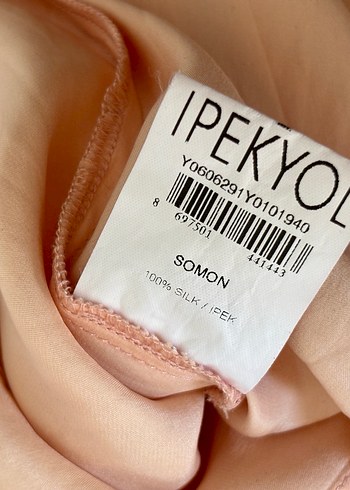 IPEKYOL
Y0606291Y0101940
8 697501 441443
SOMON
100% SILK / IPEK